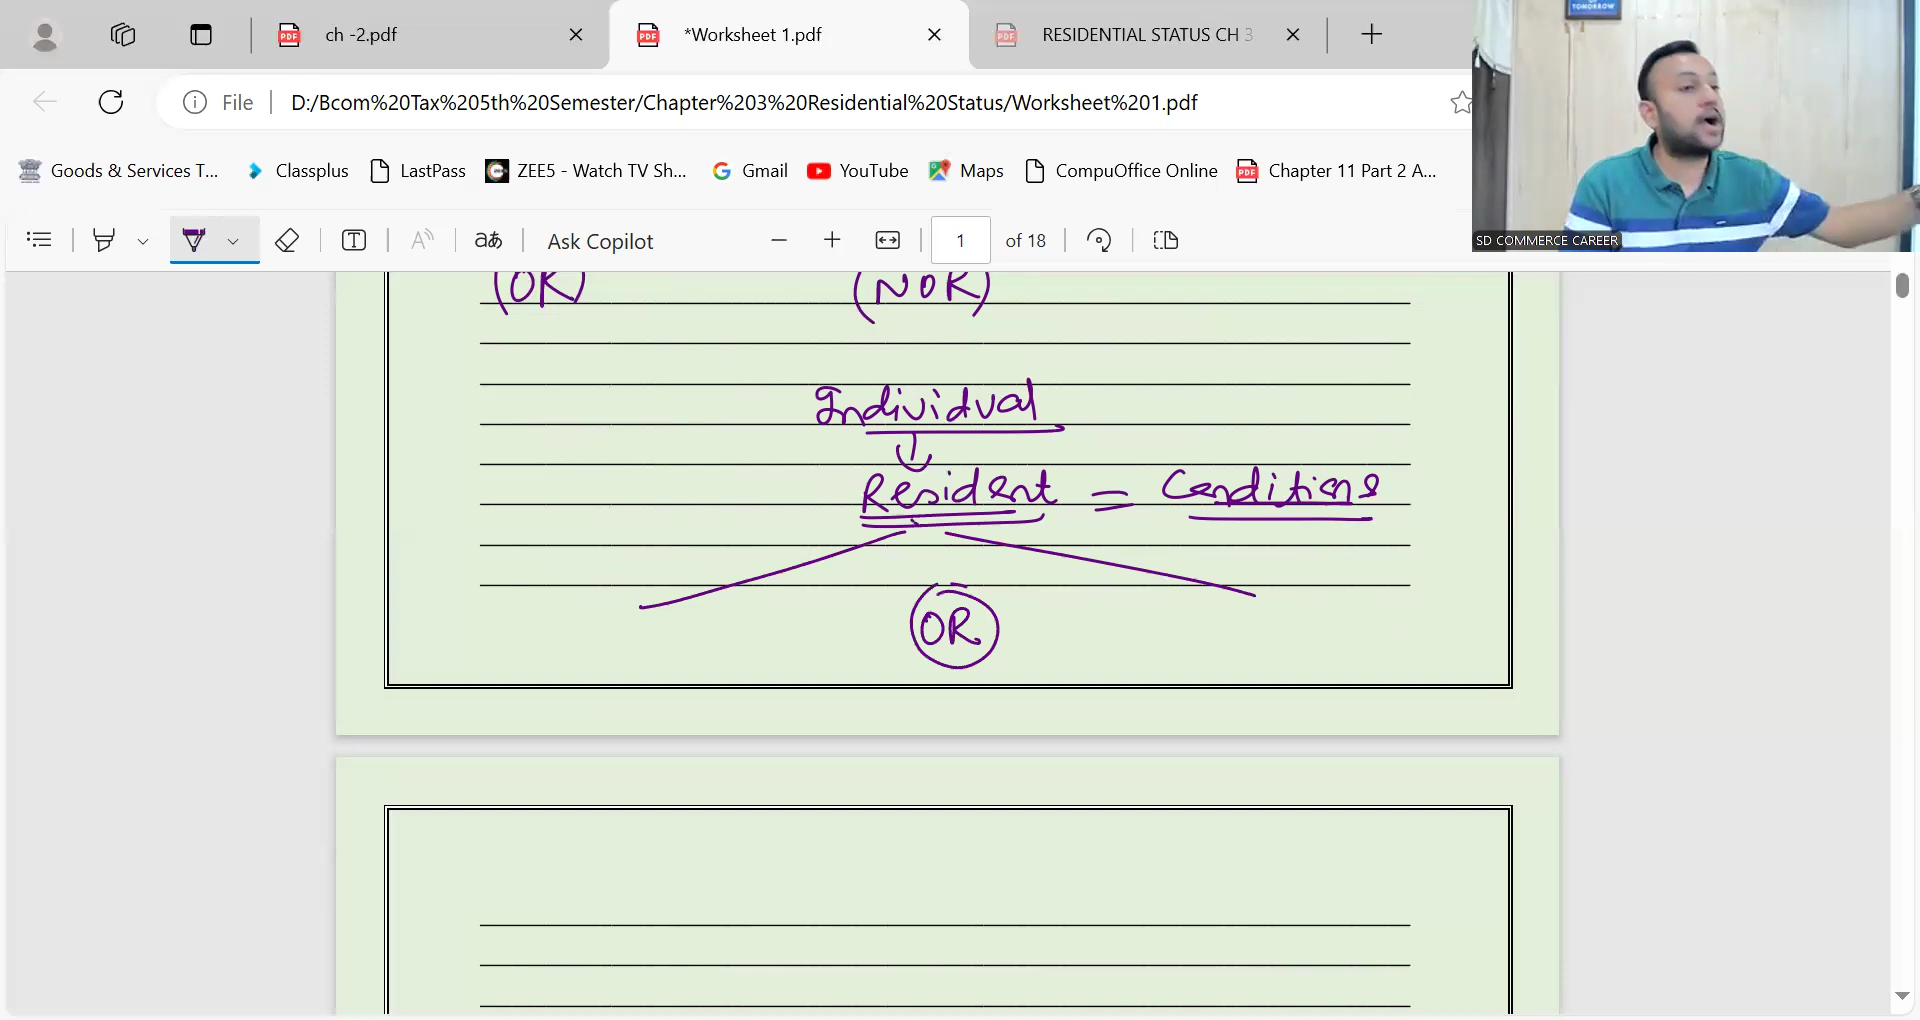 ch -2.pdf
*Worksheet 1.pdf
RESIDENTIAL STATUS CH 3
TOMORROW
File
D:/Bcom%20Tax%205th%20Semester/Chapter%203%20Residential%20Status/Worksheet%201.pdf
Goods & Services T...
Classplus
LastPass
ZEE5 - Watch TV Sh...
Gmail
YouTube
Maps
CompuOffice Online
Chapter 11 Part 2 A...
Ask Copilot
1
of 18
SD COMMERCE CAREER
(OR)
(NOR)
Individual
Resident = Conditions
OR